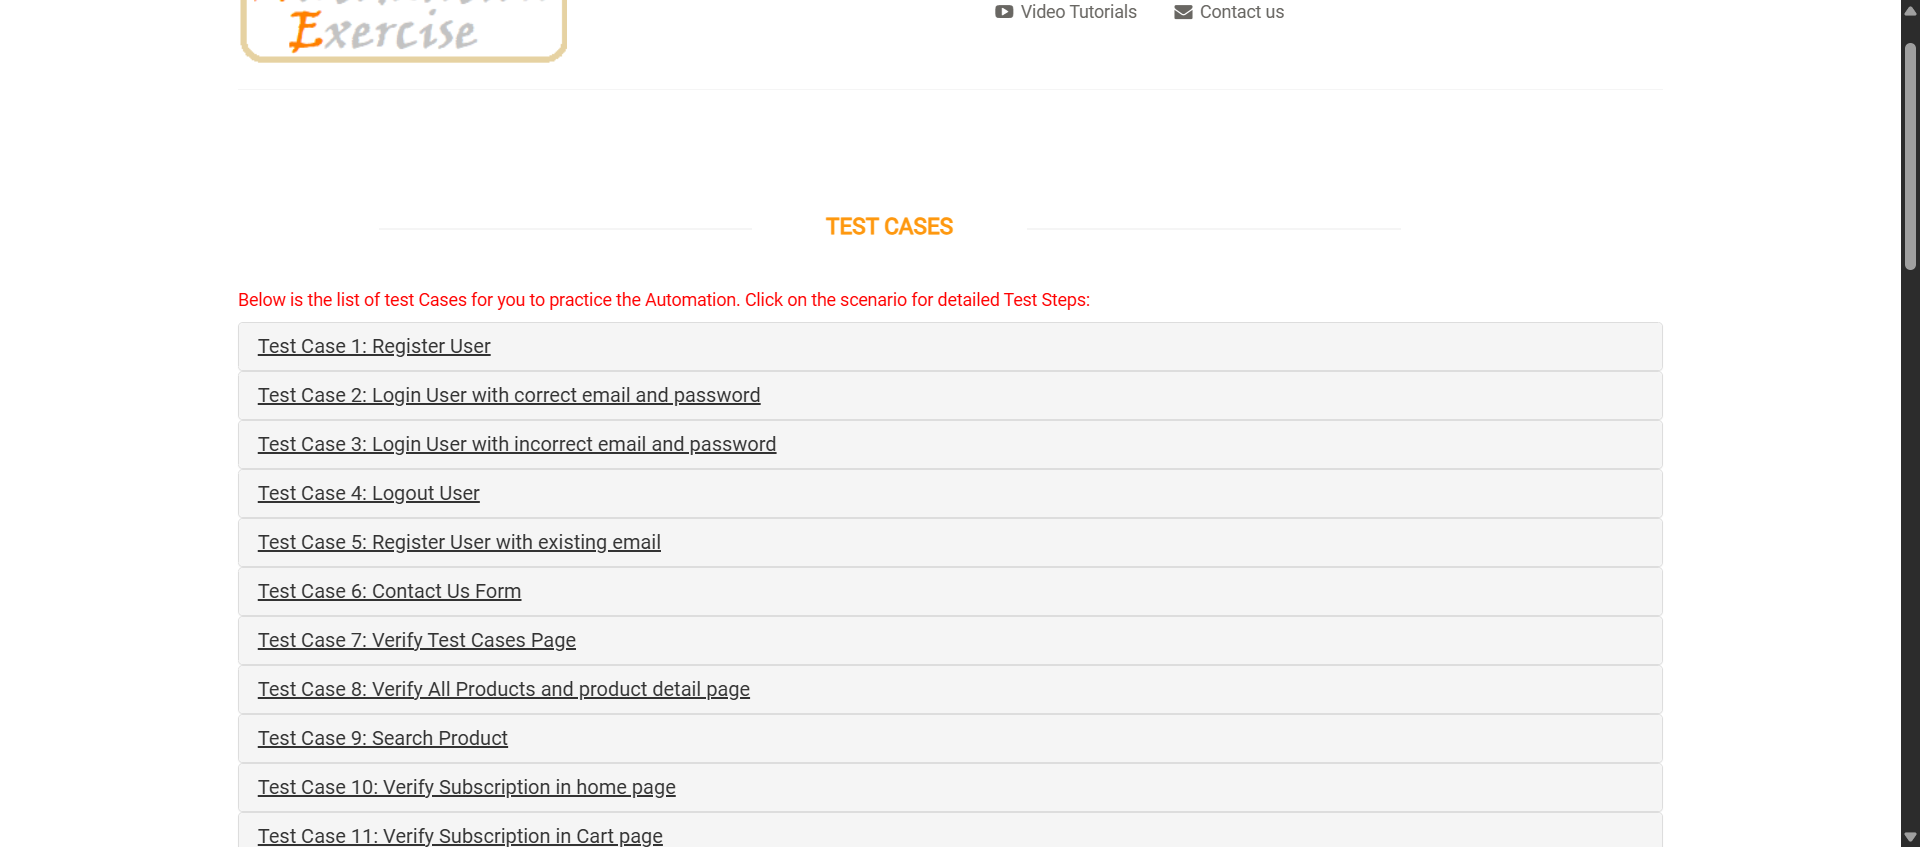 Video Tutorials Contact us
Exercise
TEST CASES
Below is the list of test Cases for you to practice the Automation. Click on the scenario for detailed Test Steps:
Test Case 1: Register User
Test Case 2: Login User with correct email and password
Test Case 3: Login User with incorrect email and password
Test Case 4: Logout User
Test Case 5: Register User with existing email
Test Case 6: Contact Us Form
Test Case 7: Verify Test Cases Page
Test Case 8: Verify All Products and product detail page
Test Case 9: Search Product
Test Case 10: Verify Subscription in home page
Test Case 11: Verify Subscription in Cart page